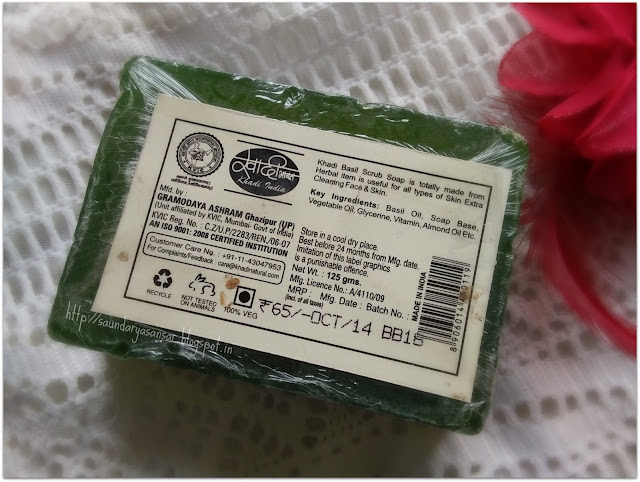 Khadi Basil Scrub Soap is totally made from
Herbal item is useful for all types of Skin Extra
Cleaning Face & Skin.
Key Ingredients: Basil Oil, Soap Base,
Vegetable Oil, Glycerine, Vitamin, Almond Oil Etc.
KVIC
खादी भारत
Khadi India
Mfd. by :
GRAMODAYA ASHRAM Ghazipur (UP)
(Unit affiliated by KVIC, Mumbai- Govt of India)
KVIC Reg. No. : C.Z/U.P/2283/REN./06-07
AN ISO 9001: 2008 CERTIFIED INSTITUTION
Customer Care No. : +91-11-43047953
For Complaints/Feedback : care@khadinatural.com
RECYCLE
NOT TESTED
ON ANIMALS
100% VEG
Store in a cool dry place.
Best before 24 months from Mfg. date.
Imitation of this label graphics
is a punishable offence.
Net Wt. : 125 gms.
Mfg. Licence No.: A/4110/09
MRP Mfg. Date : Batch No. :
(Incl. of all taxes)
₹65/-OCT/14
MADE IN INDIA
http://saundaryasansar.blogspot.in